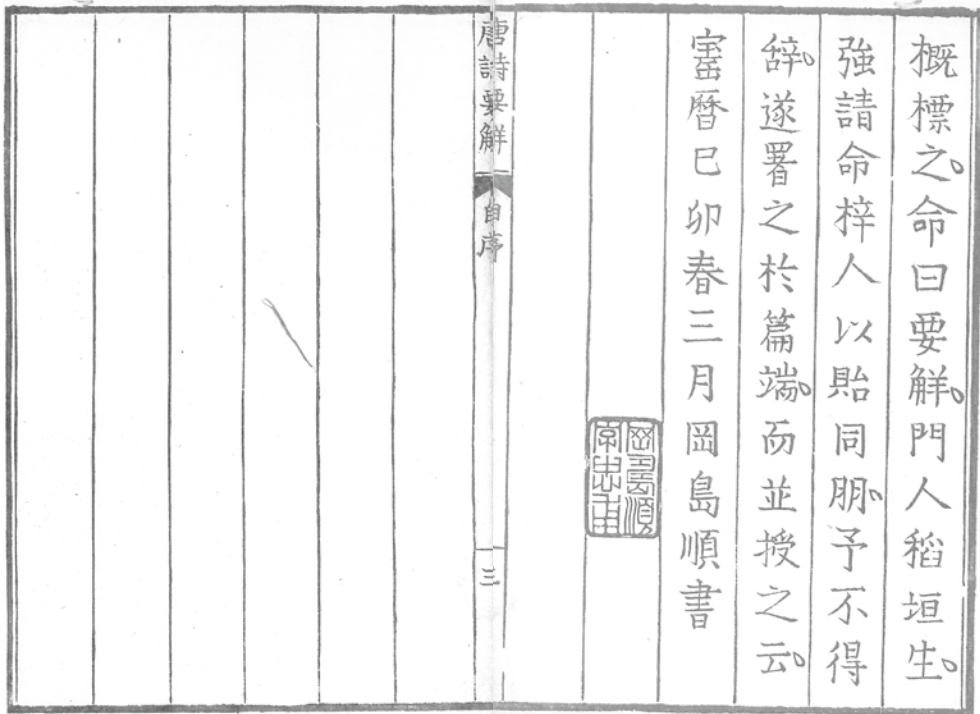 概標之。命曰要解。門人稻垣生。
強請命梓人以貽同朋。予不得
辞。遂署之於篇端。而並授之云。
寳曆己卯春三月岡島順書
岡島順
京忠甫
唐詩要解
自序
三